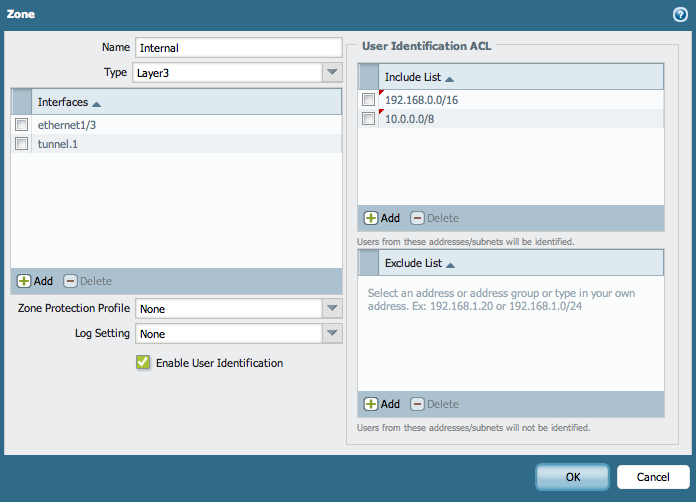 Zone
Name Internal
Type Layer3
Interfaces
ethernet1/3
tunnel.1
Add Delete
Zone Protection Profile None
Log Setting None
Enable User Identification
User Identification ACL
Include List
192.168.0.0/16
10.0.0.0/8
Add Delete
Users from these addresses/subnets will be identified.
Exclude List
Select an address or address group or type in your own
address. Ex: 192.168.1.20 or 192.168.1.0/24
Add Delete
Users from these addresses/subnets will not be identified.
OK Cancel